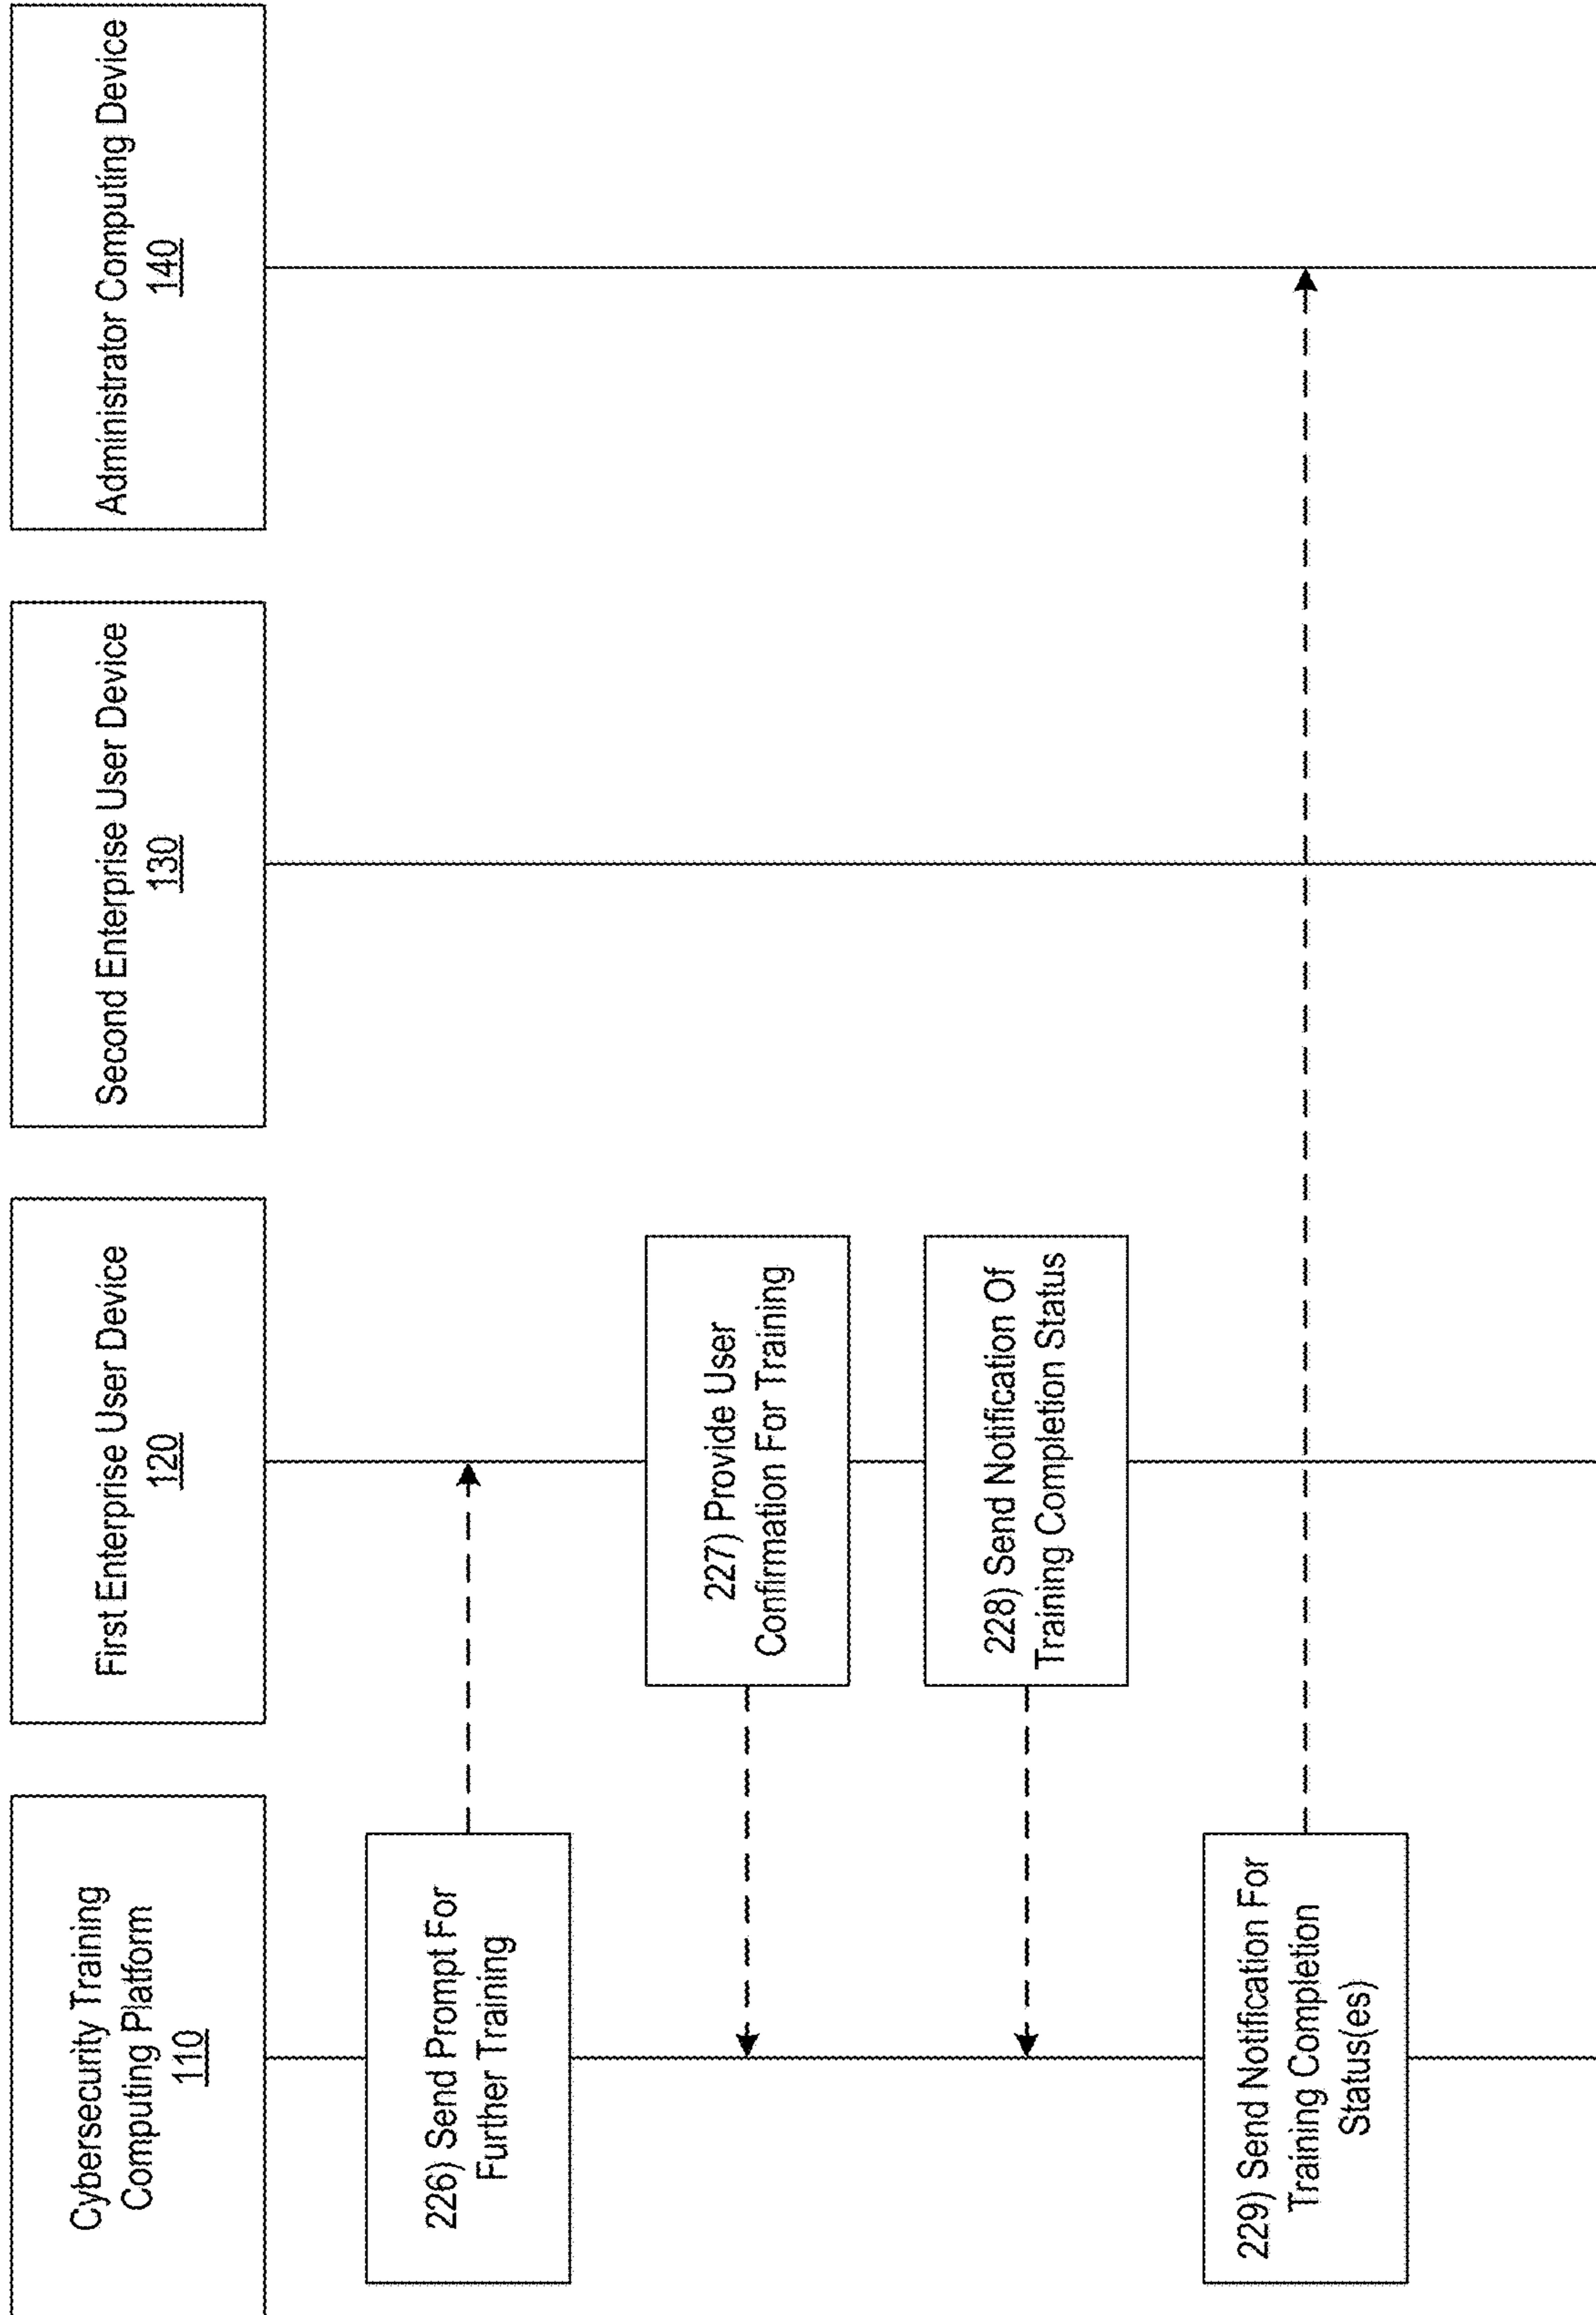 Cybersecurity Training
Computing Platform
110
First Enterprise User Device
120
Second Enterprise User Device
130
Administrator Computing Device
140
226) Send Prompt For
Further Training
227) Provide User
Confirmation For Training
228) Send Notification Of
Training Completion Status
229) Send Notification For
Training Completion
Status(es)